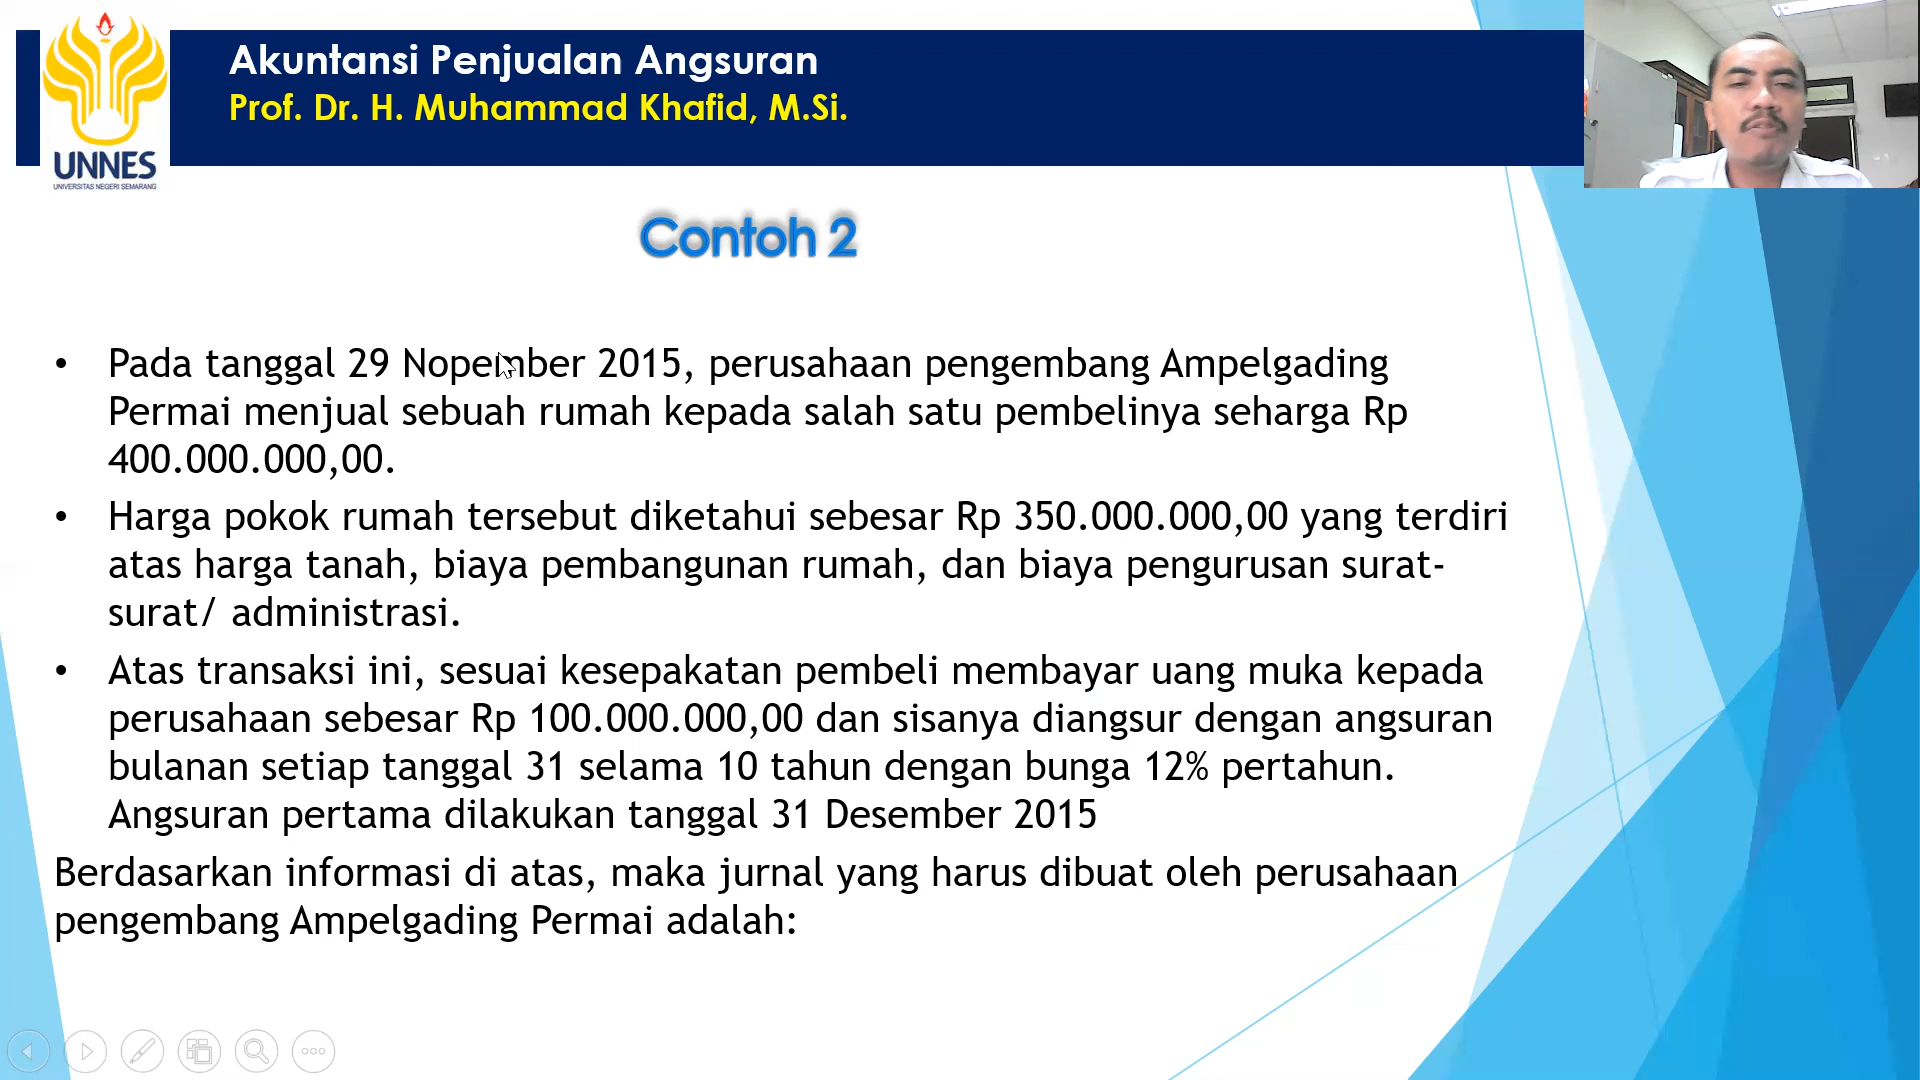 Akuntansi Penjualan Angsuran
Prof. Dr. H. Muhammad Khafid, M.Si.
UNNES
UNIVERSITAS NEGERI SEMARANG
Contoh 2
• Pada tanggal 29 Nopember 2015, perusahaan pengembang Ampelgading
Permai menjual sebuah rumah kepada salah satu pembelinya seharga Rp
400.000.000,00.
• Harga pokok rumah tersebut diketahui sebesar Rp 350.000.000,00 yang terdiri
atas harga tanah, biaya pembangunan rumah, dan biaya pengurusan surat-
surat/ administrasi.
• Atas transaksi ini, sesuai kesepakatan pembeli membayar uang muka kepada
perusahaan sebesar Rp 100.000.000,00 dan sisanya diangsur dengan angsuran
bulanan setiap tanggal 31 selama 10 tahun dengan bunga 12% pertahun.
Angsuran pertama dilakukan tanggal 31 Desember 2015
Berdasarkan informasi di atas, maka jurnal yang harus dibuat oleh perusahaan
pengembang Ampelgading Permai adalah: